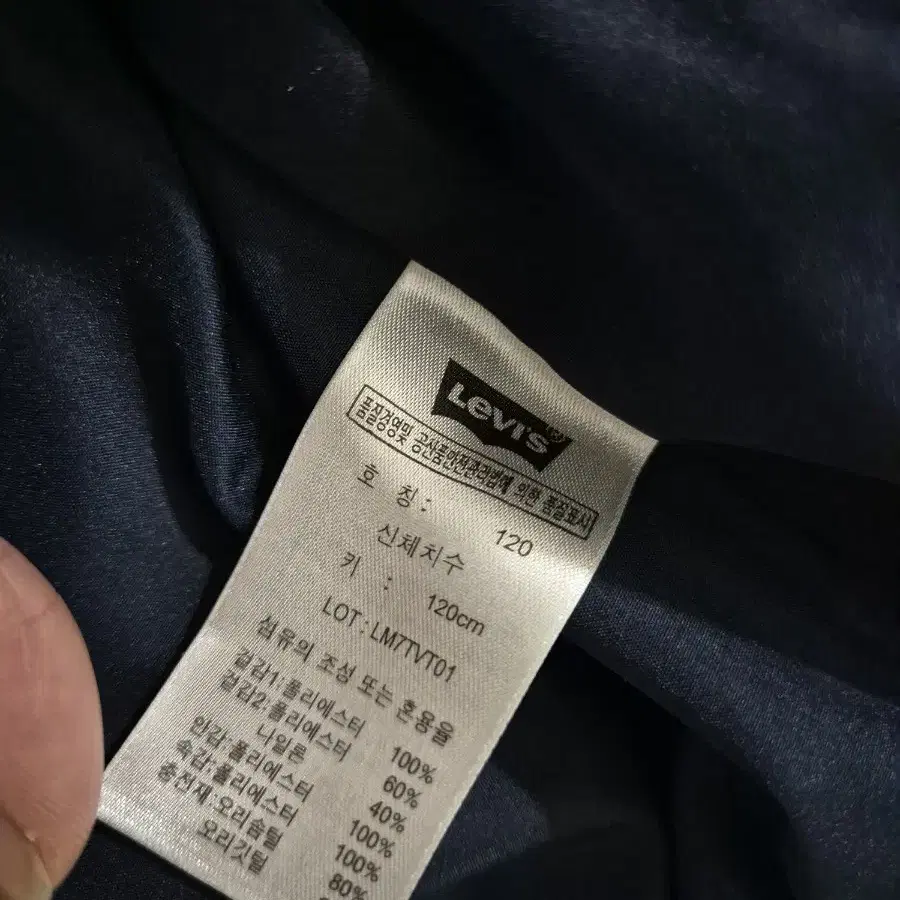 Levi's®
품질경영및 공산품안전관리법에 의한 품질표시
호 칭 : 120
신체치수
키 : 120cm
LOT : LM7TVT01
섬유의 조성 또는 혼용율
겉감1:폴리에스터 100%
겉감2:폴리에스터 60%
나일론 40%
안감:폴리에스터 100%
속감:폴리에스터 100%
충전재:오리솜털 80%
오리깃털